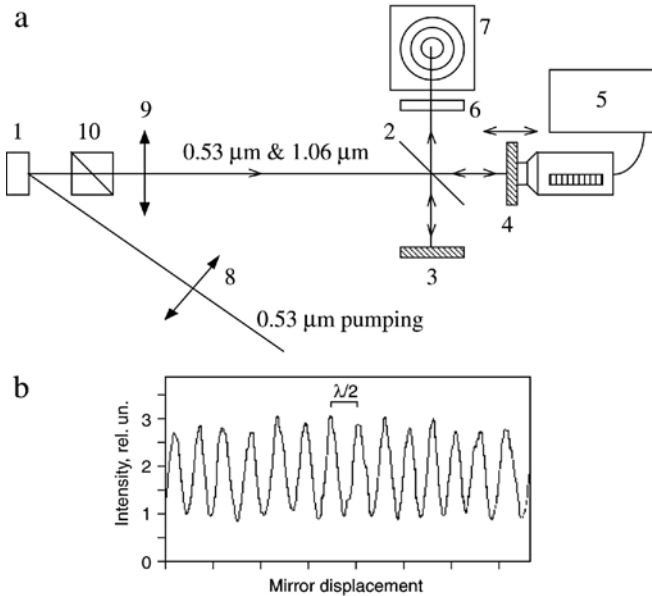 a
7
5
6
9
1
10
2
0.53 μm & 1.06 μm
4
8
3
0.53 μm pumping
b
λ/2
Intensity, rel. un.
3
2
1
0
Mirror displacement